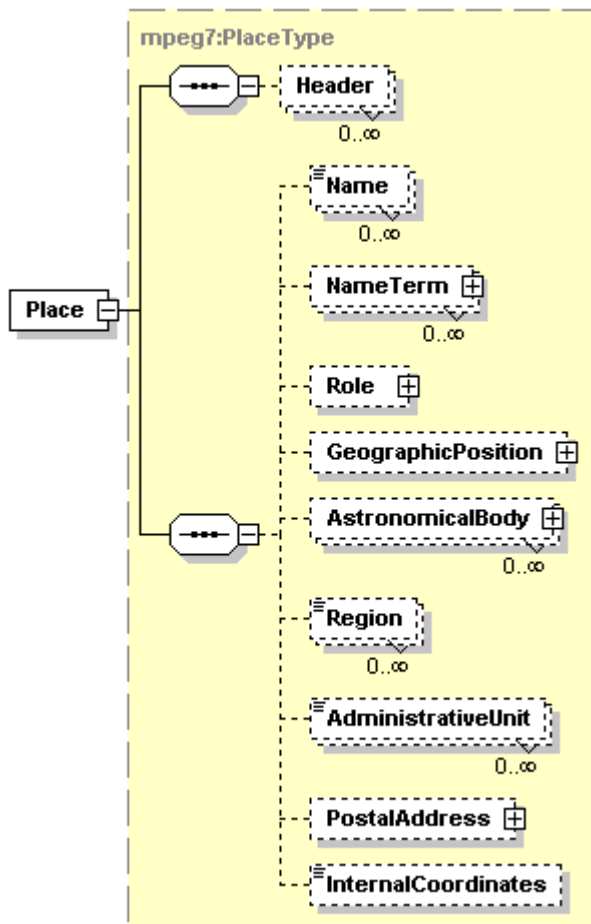 mpeg7:PlaceType
Header
0..∞
Name
0..∞
NameTerm
0..∞
Place
Role
GeographicPosition
AstronomicalBody
0..∞
Region
0..∞
AdministrativeUnit
0..∞
PostalAddress
InternalCoordinates